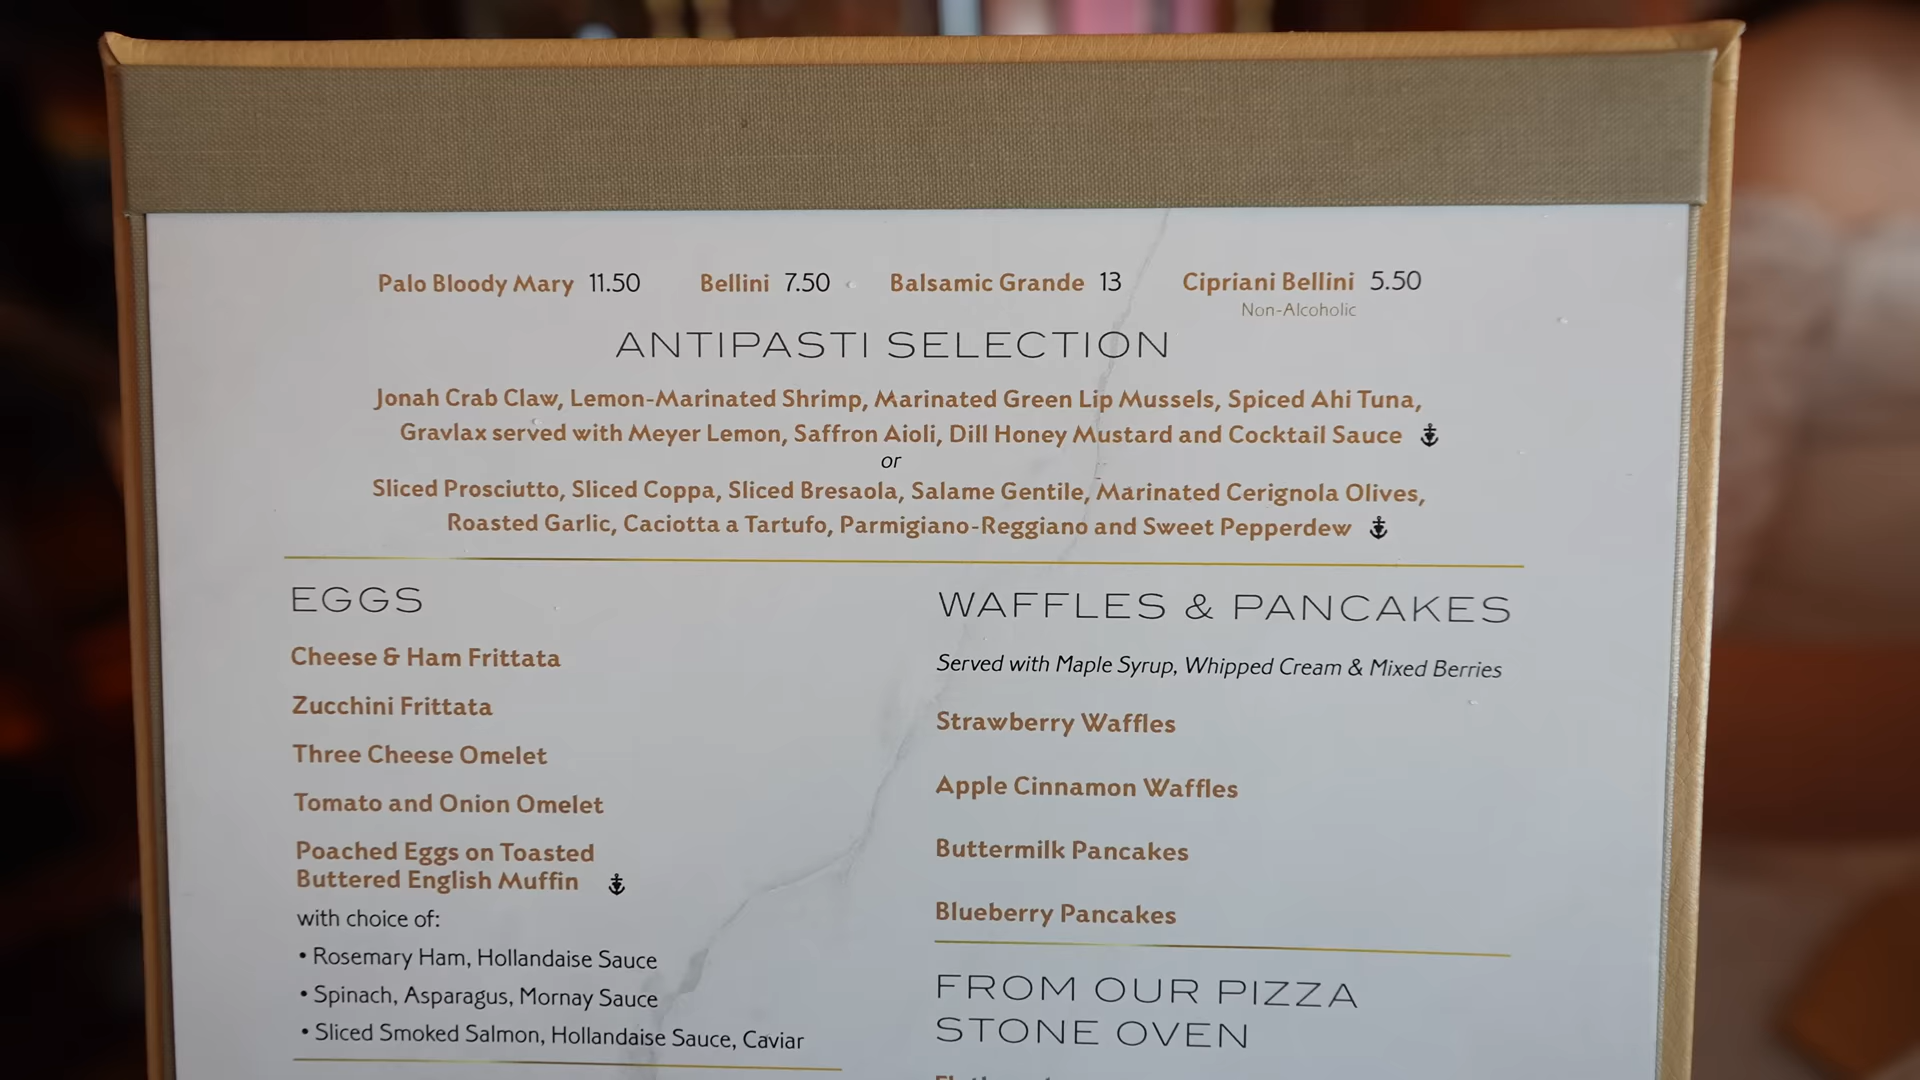 Palo Bloody Mary 11.50 Bellini 7.50 Balsamic Grande 13 Cipriani Bellini 5.50
Non-Alcoholic
ANTIPASTI SELECTION
Jonah Crab Claw, Lemon-Marinated Shrimp, Marinated Green Lip Mussels, Spiced Ahi Tuna,
Gravlax served with Meyer Lemon, Saffron Aioli, Dill Honey Mustard and Cocktail Sauce
or
Sliced Prosciutto, Sliced Coppa, Sliced Bresaola, Salame Gentile, Marinated Cerignola Olives,
Roasted Garlic, Caciotta a Tartufo, Parmigiano-Reggiano and Sweet Pepperdew
EGGS
Cheese & Ham Frittata
Zucchini Frittata
Three Cheese Omelet
Tomato and Onion Omelet
Poached Eggs on Toasted
Buttered English Muffin
with choice of:
• Rosemary Ham, Hollandaise Sauce
• Spinach, Asparagus, Mornay Sauce
• Sliced Smoked Salmon, Hollandaise Sauce, Caviar
WAFFLES & PANCAKES
Served with Maple Syrup, Whipped Cream & Mixed Berries
Strawberry Waffles
Apple Cinnamon Waffles
Buttermilk Pancakes
Blueberry Pancakes
FROM OUR PIZZA
STONE OVEN